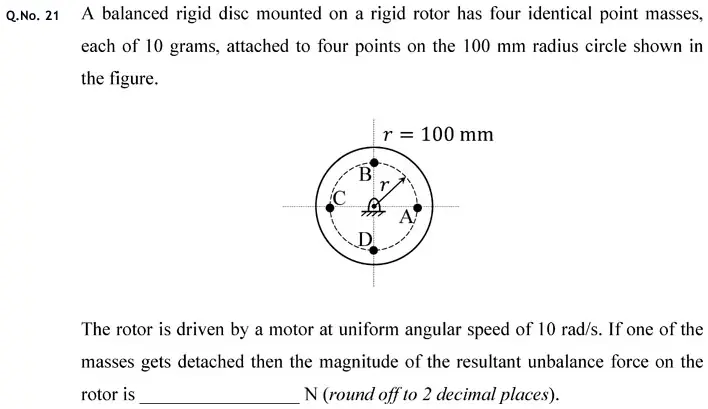 Q.No. 21 A balanced rigid disc mounted on a rigid rotor has four identical point masses,
each of 10 grams, attached to four points on the 100 mm radius circle shown in
the figure.
r = 100 mm
B
r
C
A
D
The rotor is driven by a motor at uniform angular speed of 10 rad/s. If one of the
masses gets detached then the magnitude of the resultant unbalance force on the
rotor is _________________ N (round off to 2 decimal places).